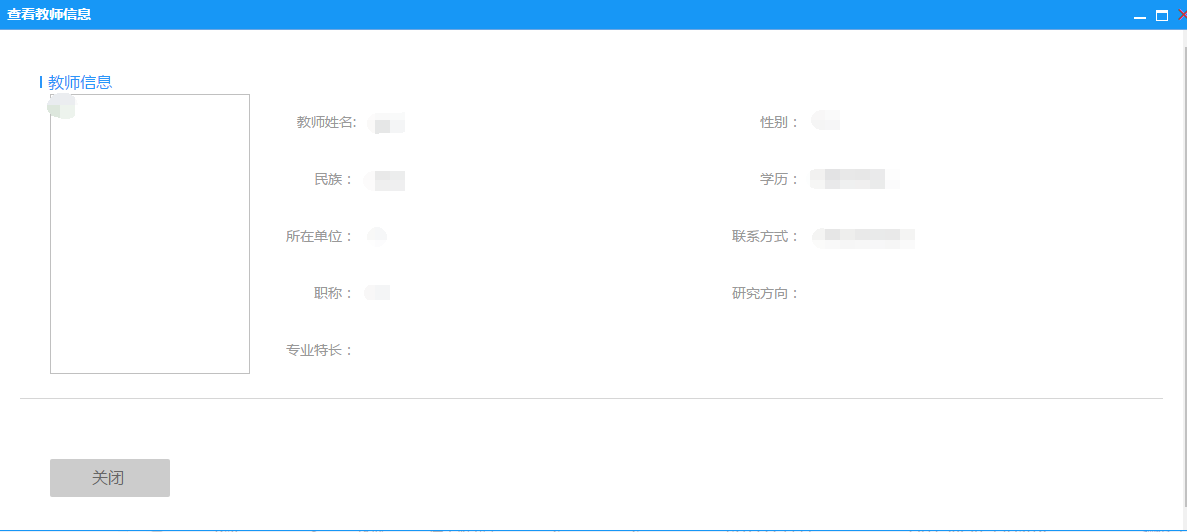 查看教师信息
教师信息
教师姓名:
性别：
民族：
学历：
所在单位：
联系方式：
职称：
研究方向：
专业特长：
关闭